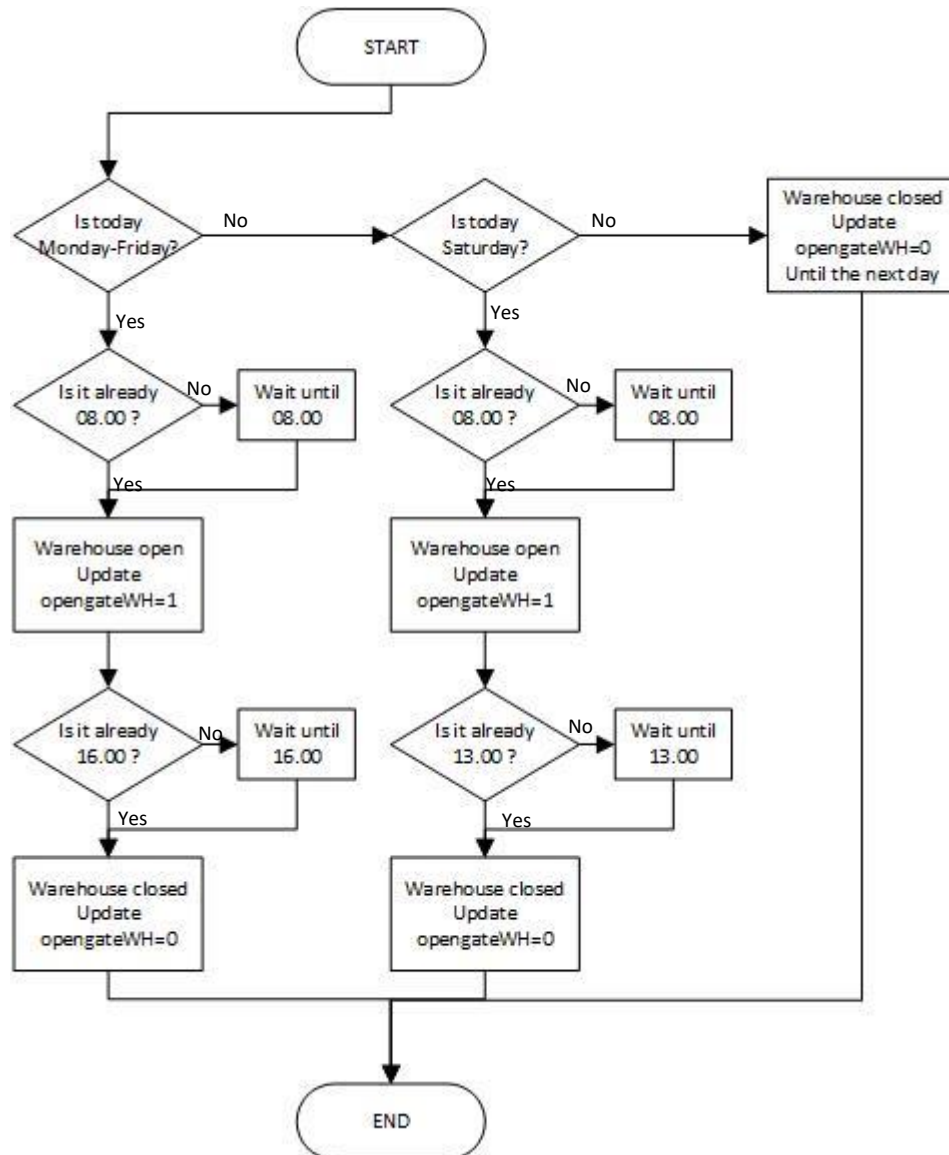 START
Is today
Monday-Friday?
No
Is today
Saturday?
No
Warehouse closed
Update
opengateWH=0
Until the next day
Yes
Yes
Is it already
08.00 ?
No
Wait until
08.00
Is it already
08.00 ?
No
Wait until
08.00
Yes
Yes
Warehouse open
Update
opengateWH=1
Warehouse open
Update
opengateWH=1
Is it already
16.00 ?
No
Wait until
16.00
Is it already
13.00 ?
No
Wait until
13.00
Yes
Yes
Warehouse closed
Update
opengateWH=0
Warehouse closed
Update
opengateWH=0
END